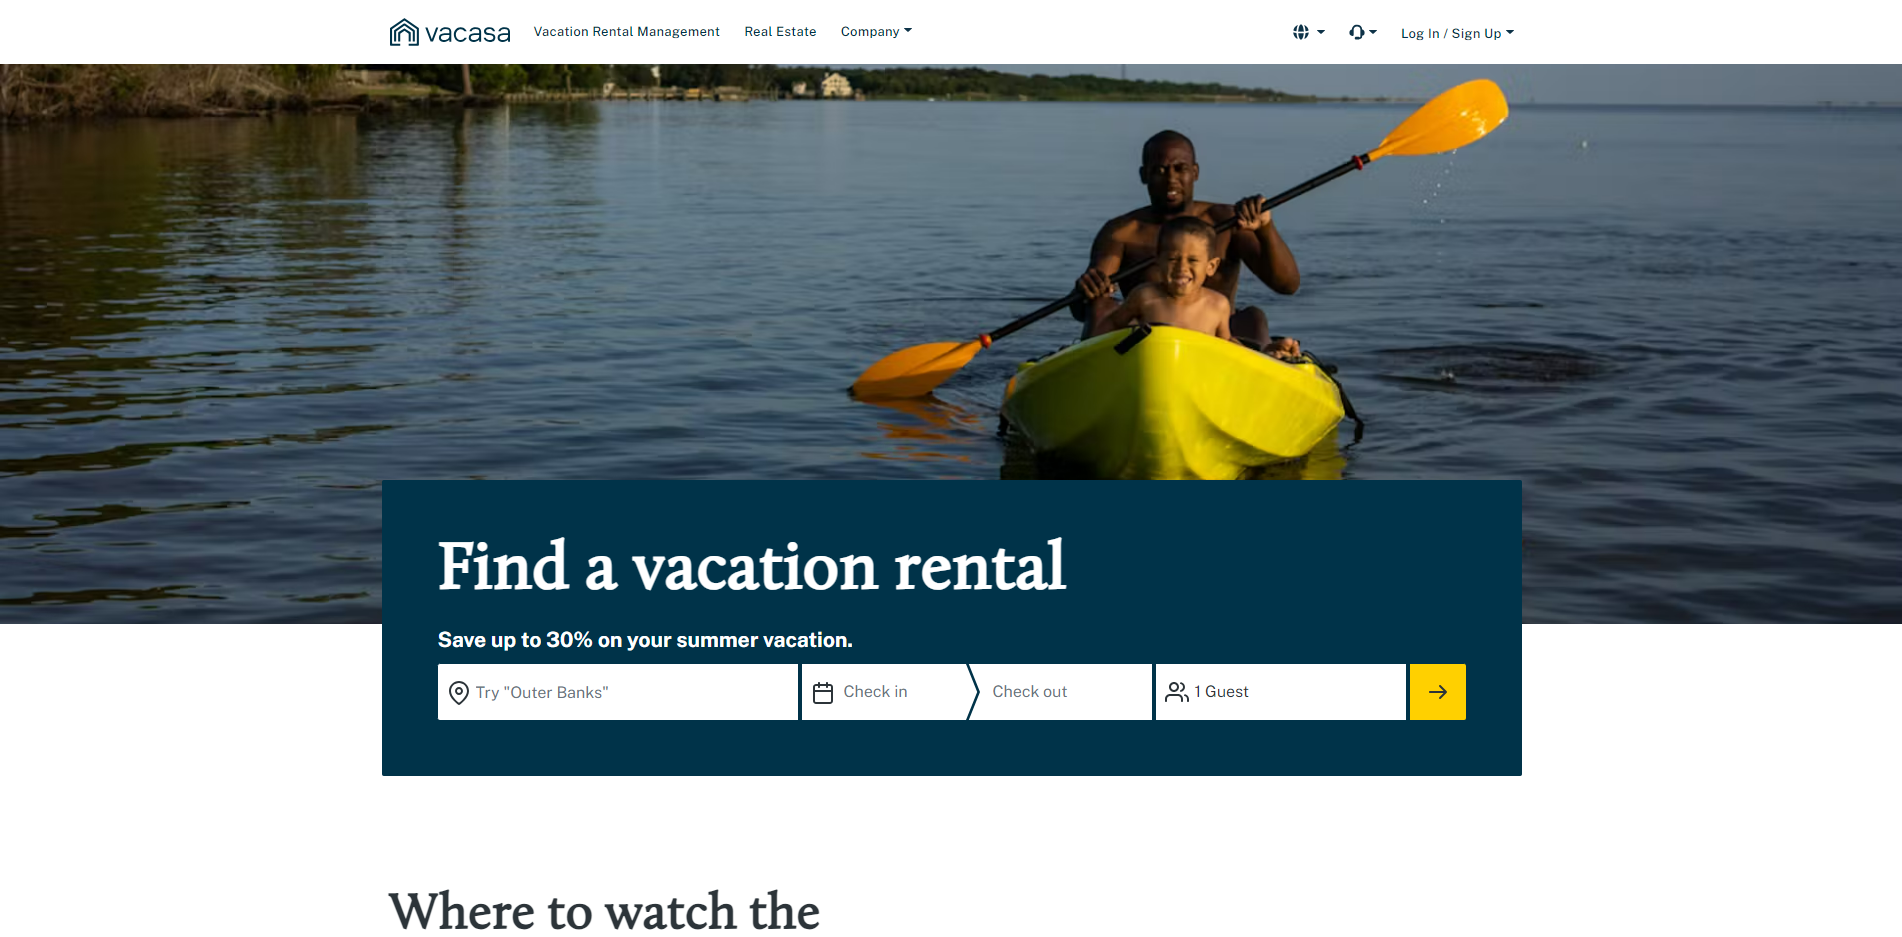 vacasa
Vacation Rental Management
Real Estate
Company
Log In / Sign Up
Find a vacation rental
Save up to 30% on your summer vacation.
Try "Outer Banks"
Check in
Check out
1 Guest
Where to watch the